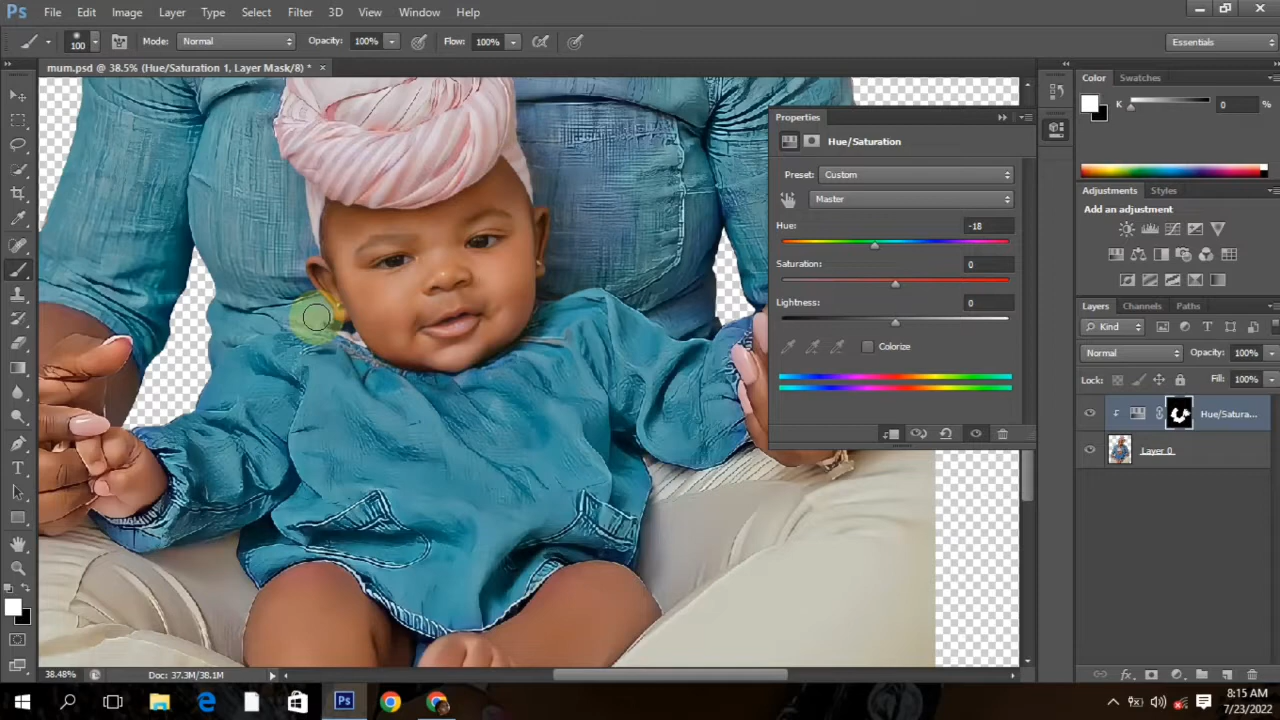 Ps File Edit Image Layer Type Select Filter 3D View Window Help
100 Mode: Normal Opacity: 100% Flow: 100% Essentials
mum.psd @ 38.5% (Hue/Saturation 1, Layer Mask/8) * ×
Color Swatches
K 0 %
Properties
Hue/Saturation
Preset: Custom
Master
Hue: -18
Saturation: 0
Lightness: 0
Colorize
Adjustments Styles
Add an adjustment
Layers Channels Paths
Kind
Normal Opacity: 100%
Lock: Fill: 100%
Hue/Satura...
Layer 0
38.48% Doc: 37.3M/38.1M
Ps
8:15 AM
7/23/2022